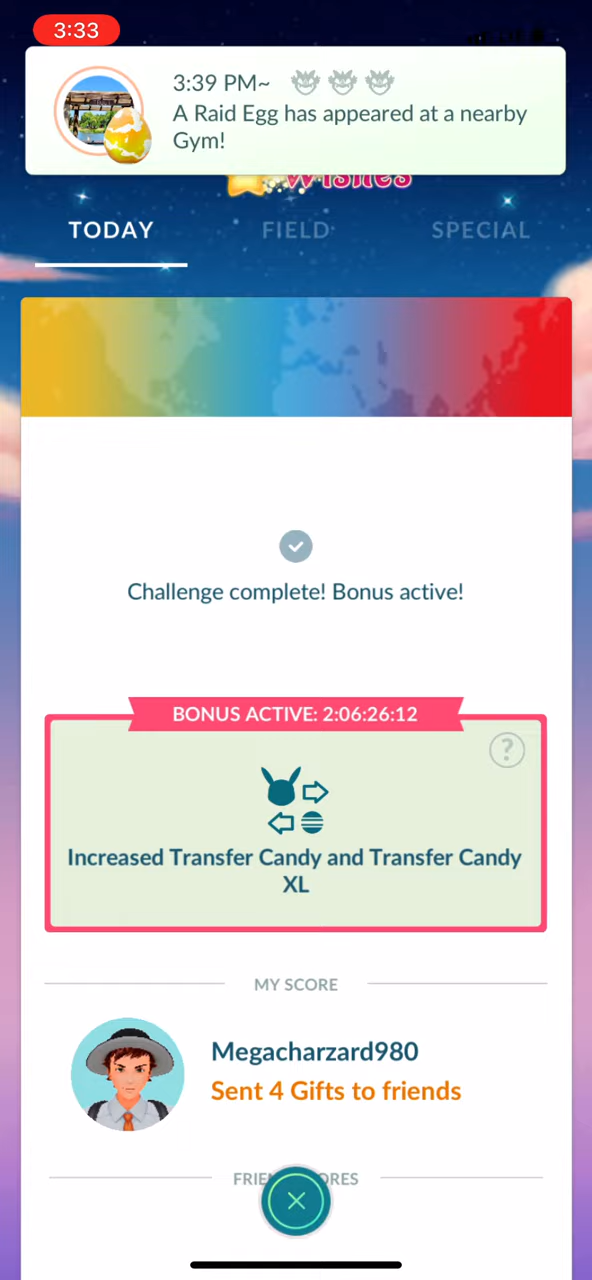 3:33
3:39 PM~
A Raid Egg has appeared at a nearby
Gym!
Wishes
TODAY
FIELD
SPECIAL
Challenge complete! Bonus active!
BONUS ACTIVE: 2:06:26:12
?
Increased Transfer Candy and Transfer Candy
XL
MY SCORE
Megacharzard980
Sent 4 Gifts to friends